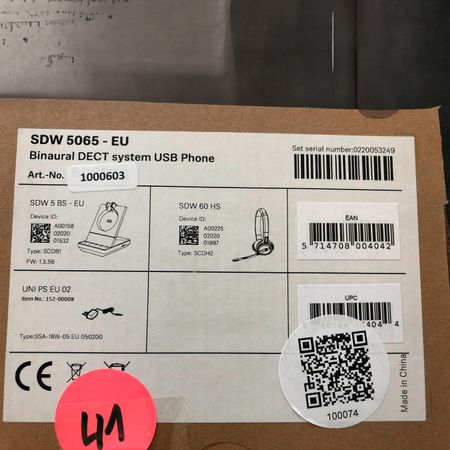 SDW 5065 - EU
Binaural DECT system USB Phone
Art.-No. 1000603
Set serial number:0220053249
SDW 5 BS - EU
Device ID:
A00158
02020
01532
Type: SCDB1
FW: 1.5.56
SDW 60 HS
Device ID:
A00225
02020
01897
Type: SCDH2
EAN
5 714708 004042
UNI PS EU 02
Item No.: 152-00008
Type:SSA-18W-05 EU 050200
UPC
4
CE
Made in China
100074
41